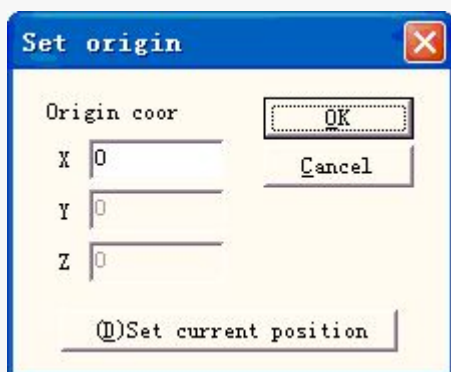 Set origin
Origin coor
OK
X 0
Cancel
Y 0
Z 0
(D)Set current position